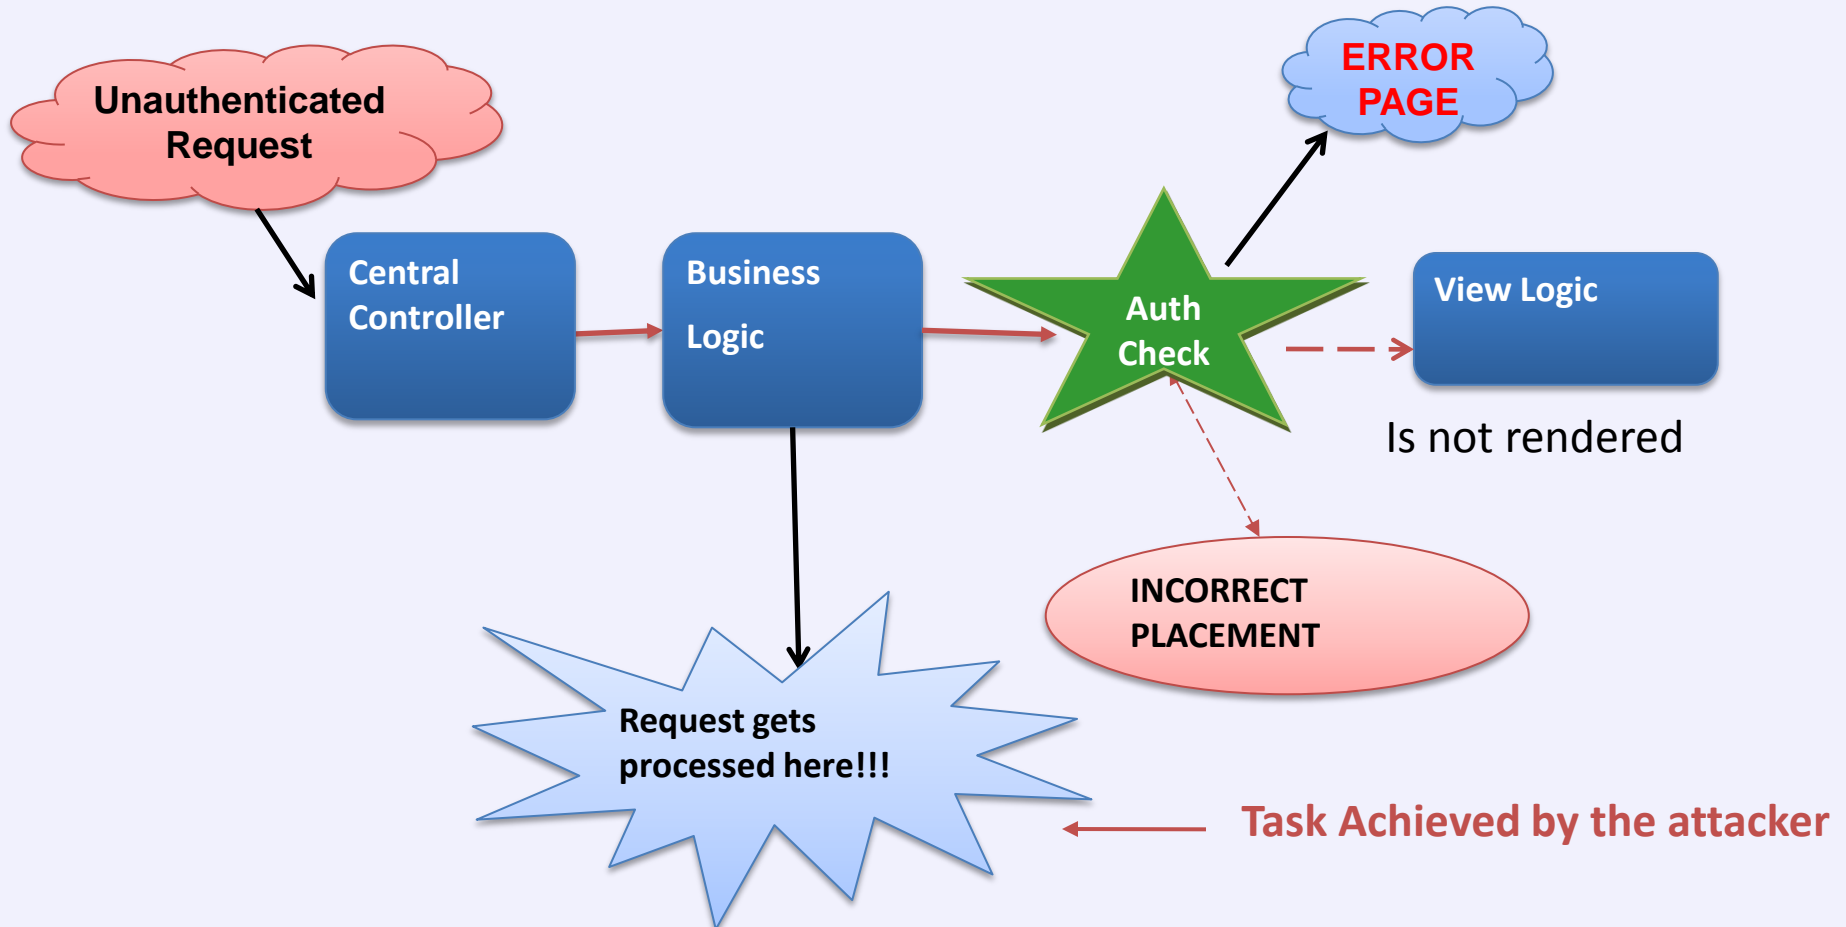 Unauthenticated
Request
ERROR
PAGE
Central
Controller
Business
Logic
Auth
Check
View Logic
Is not rendered
INCORRECT
PLACEMENT
Request gets
processed here!!!
Task Achieved by the attacker